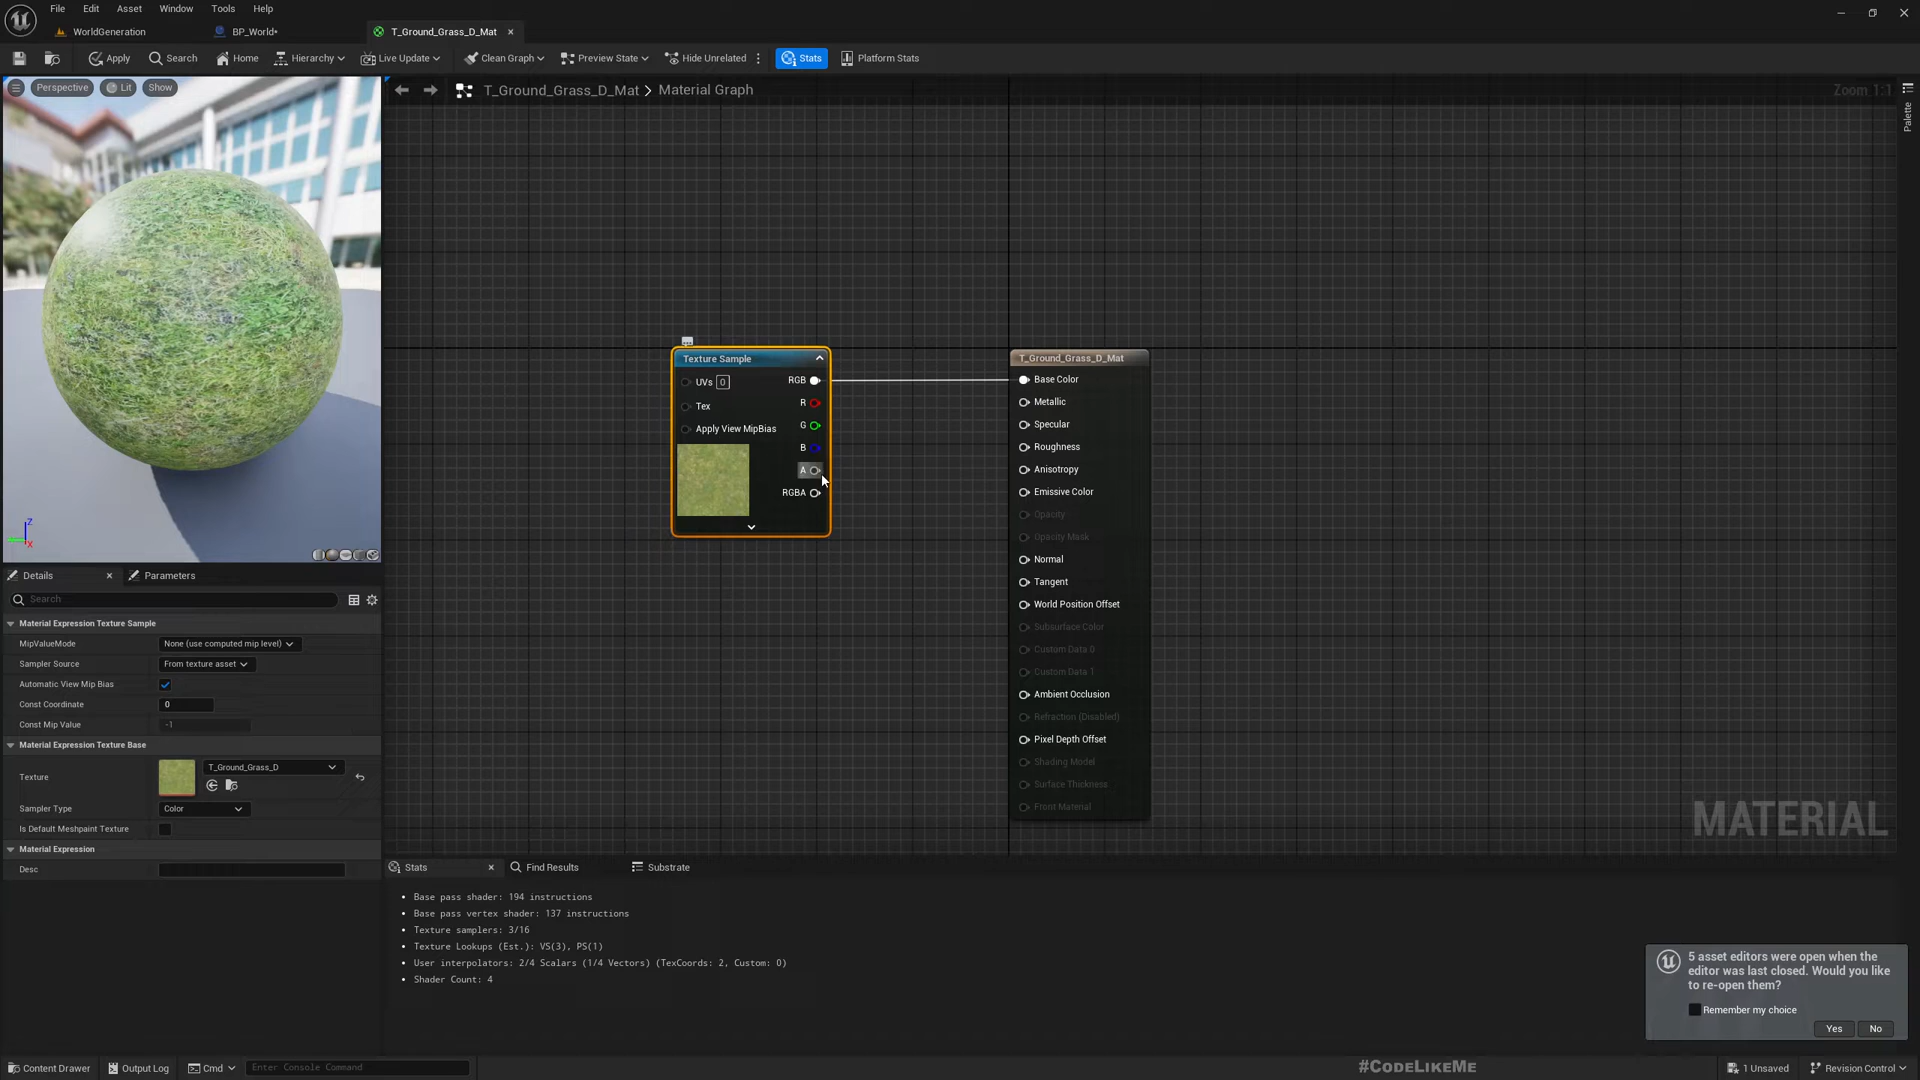 File Edit Asset Window Tools Help
WorldGeneration BP_World• T_Ground_Grass_D_Mat
Apply Search Home Hierarchy Live Update Clean Graph Preview State Hide Unrelated Stats Platform Stats
Perspective Lit Show
T_Ground_Grass_D_Mat > Material Graph
Zoom 1:1
Palette
Texture Sample
UVs 0 RGB
R
Tex
G
Apply View MipBias
B
A
RGBA
T_Ground_Grass_D_Mat
Base Color
Metallic
Specular
Roughness
Anisotropy
Emissive Color
Opacity
Opacity Mask
Normal
Tangent
World Position Offset
Subsurface Color
Custom Data 0
Custom Data 1
Ambient Occlusion
Refraction (Disabled)
Pixel Depth Offset
Shading Model
Surface Thickness
Front Material
MATERIAL
Z
X
Details Parameters
Search
Material Expression Texture Sample
MipValueMode None (use computed mip level)
Sampler Source From texture asset
Automatic View Mip Bias
Const Coordinate 0
Const Mip Value -1
Material Expression Texture Base
Texture T_Ground_Grass_D
Sampler Type Color
Is Default Meshpaint Texture
Material Expression
Desc
Stats Find Results Substrate
Base pass shader: 194 instructions
Base pass vertex shader: 137 instructions
Texture samplers: 3/16
Texture Lookups (Est.): VS(3), PS(1)
User interpolators: 2/4 Scalars (1/4 Vectors) (TexCoords: 2, Custom: 0)
Shader Count: 4
5 asset editors were open when the
editor was last closed. Would you like
to re-open them?
Remember my choice
Yes No
Content Drawer Output Log Cmd Enter Console Command #CODELIKEME 1 Unsaved Revision Control